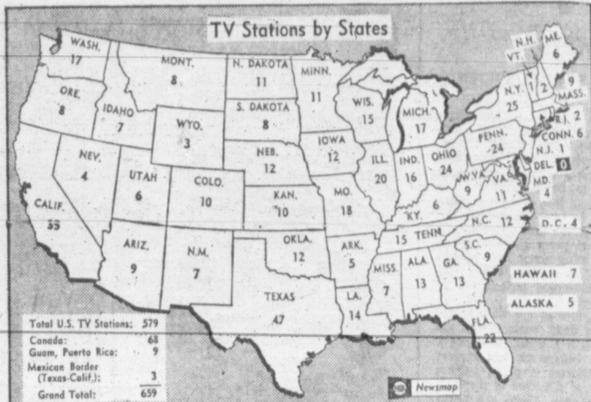 TV Stations by States
WASH.
17
ORE.
8
CALIF.
IDAHO
7
NEV.
4
MONT.
8
WYO.
3
UTAH
6
COLO.
10
ARIZ.
9
N.M.
7
N. DAKOTA
11
S. DAKOTA
8
NEB.
12
KAN.
10
OKLA.
12
TEXAS
47
MINN.
11
IOWA
12
MO.
18
ARK.
5
LA.
14
WIS.
15
ILL.
20
MICH.
17
IND.
16
OHIO
24
KY. 6
15 TENN.
MISS.
7
ALA.
13
GA.
13
FLA.
22
S.C.
9
N.C. 12
W.VA.
9
VA.
11
PENN.
24
N.Y.
25
VT.
1
N.H.
2
ME.
6
9
MASS.
R.I. 2
CONN. 6
N.J. 1
DEL. 0
MD.
4
D.C. 4
HAWAII 7
ALASKA 5
Total U.S. TV Stations: 579
Canada: 68
Guam, Puerto Rico: 9
Mexican Border
(Texas-Calif.): 3
Grand Total: 659
Newsmap